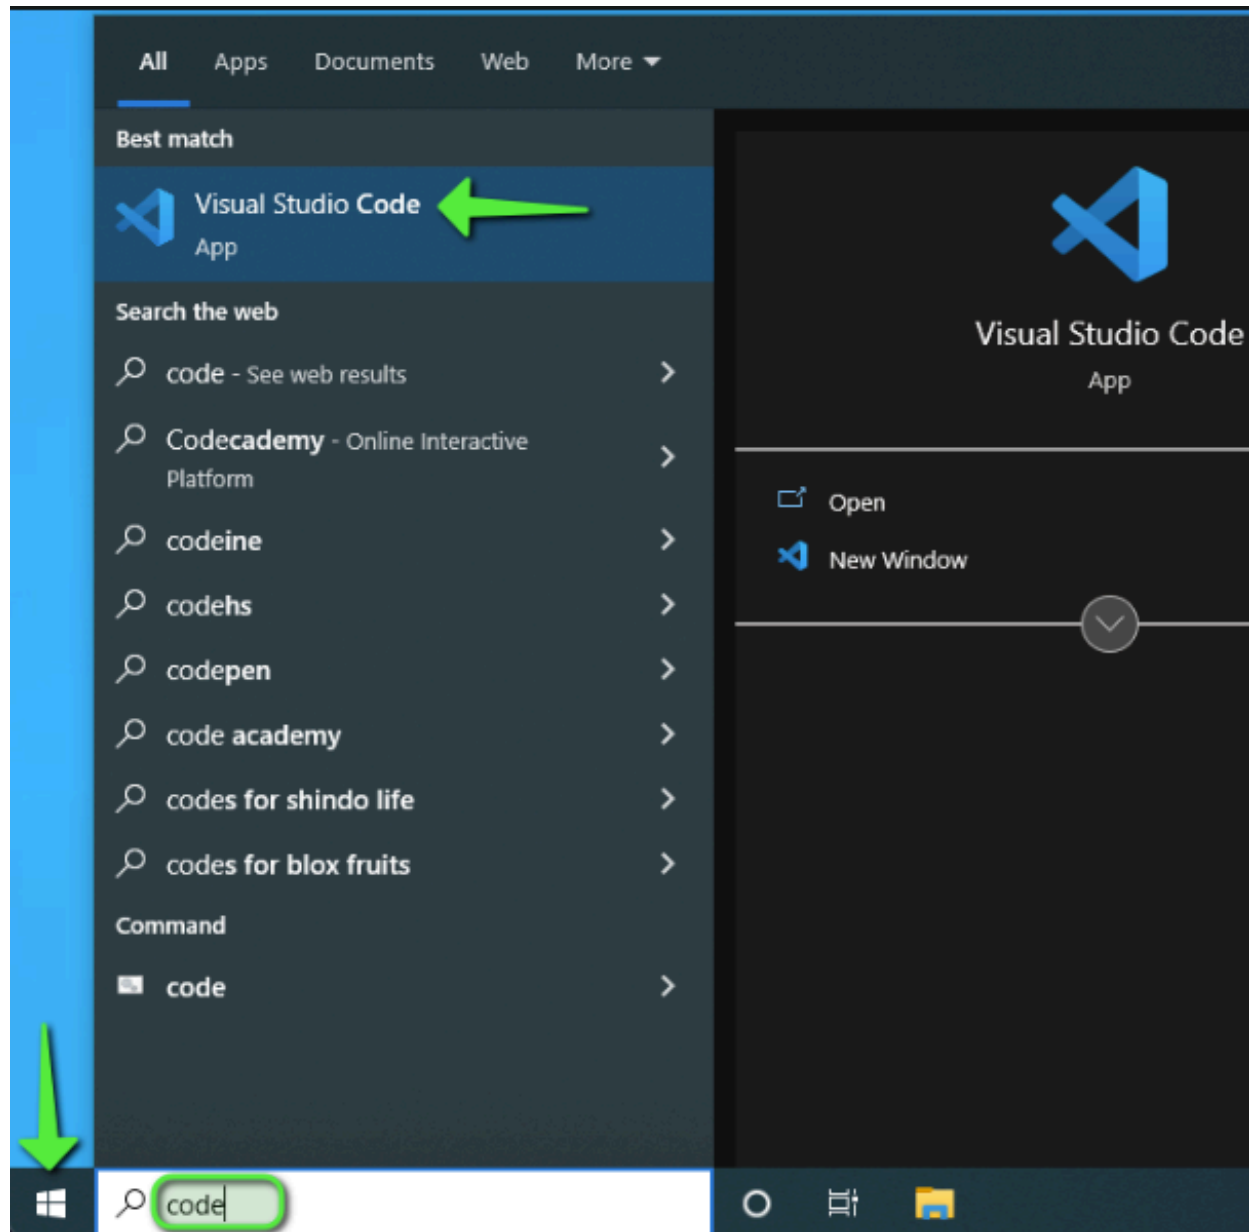 All Apps Documents Web More
Best match
Visual Studio Code
App
Search the web
code - See web results
Codecademy - Online Interactive
Platform
codeine
codehs
codepen
code academy
codes for shindo life
codes for blox fruits
Command
code
code
Visual Studio Code
App
Open
New Window